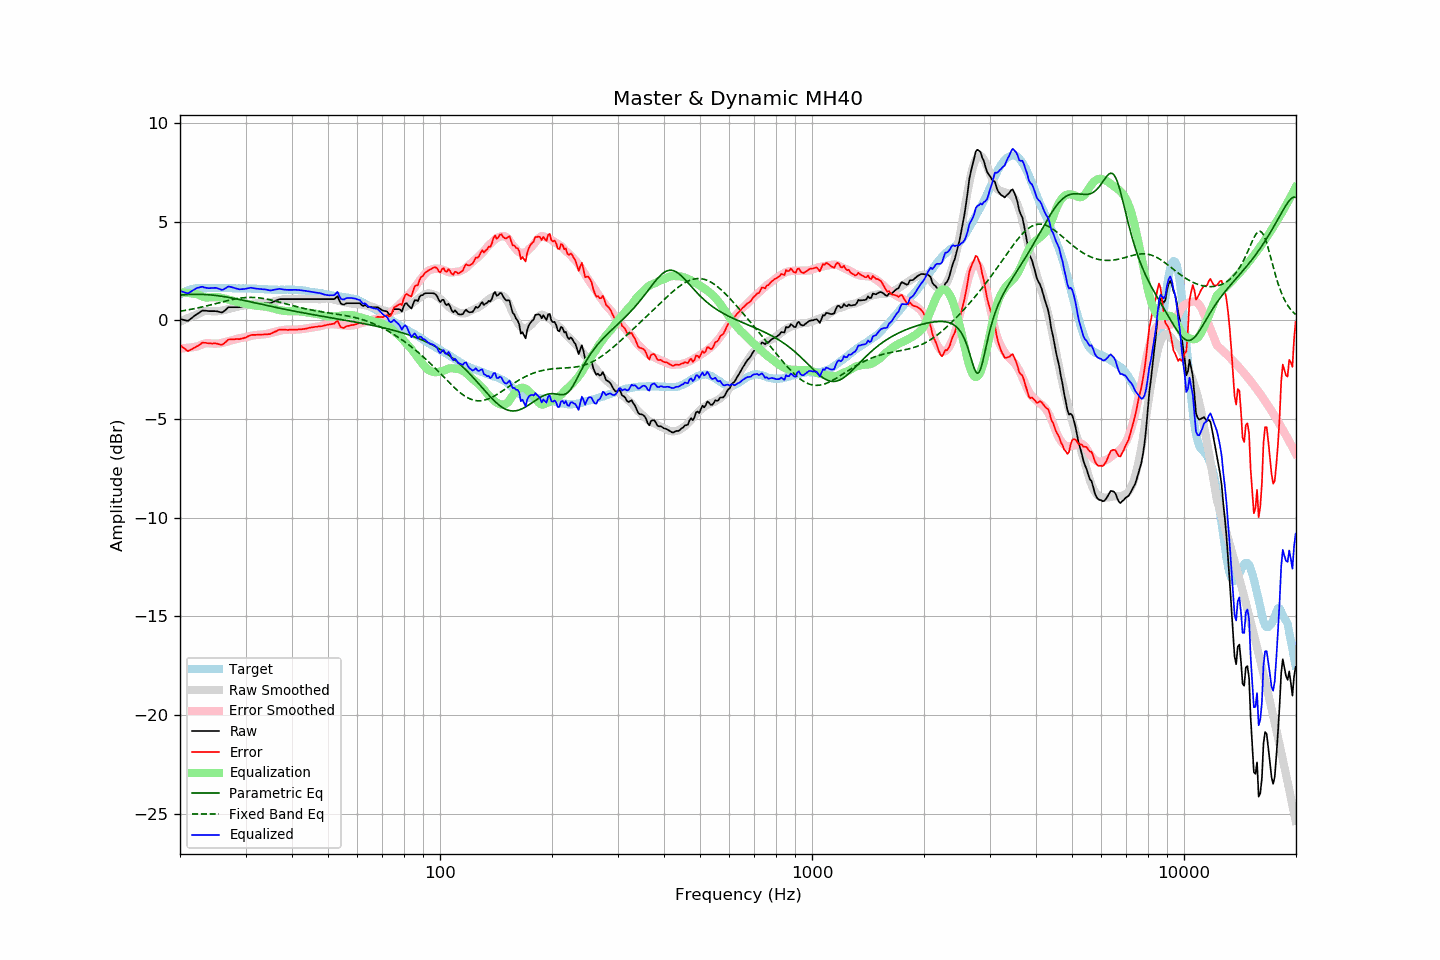 Master & Dynamic MH40
10
5
0
−5
−10
−15
−20
−25
Amplitude (dBr)
Target
Raw Smoothed
Error Smoothed
Raw
Error
Equalization
Parametric Eq
Fixed Band Eq
Equalized
100
1000
10000
Frequency (Hz)